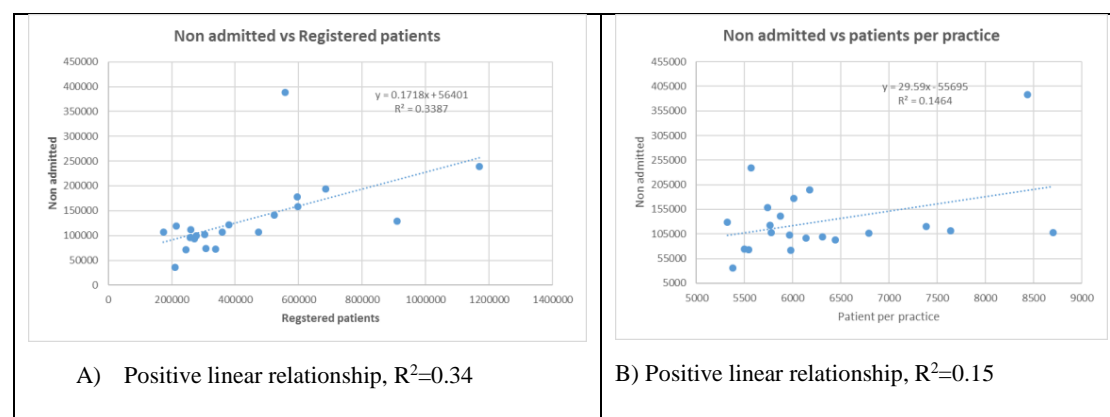 Non admitted vs Registered patients
450000
400000
350000
300000
250000
200000
150000
100000
50000
0
Non admitted
y = 0.1718x + 56401
R² = 0.3387
0 200000 400000 600000 800000 1000000 1200000 1400000
Regstered patients
A) Positive linear relationship, R²=0.34
Non admitted vs patients per practice
455000
405000
355000
305000
255000
205000
155000
105000
55000
5000
Non admitted
y = 29.59x - 55695
R² = 0.1464
5000 5500 6000 6500 7000 7500 8000 8500 9000
Patient per practice
B) Positive linear relationship, R²=0.15